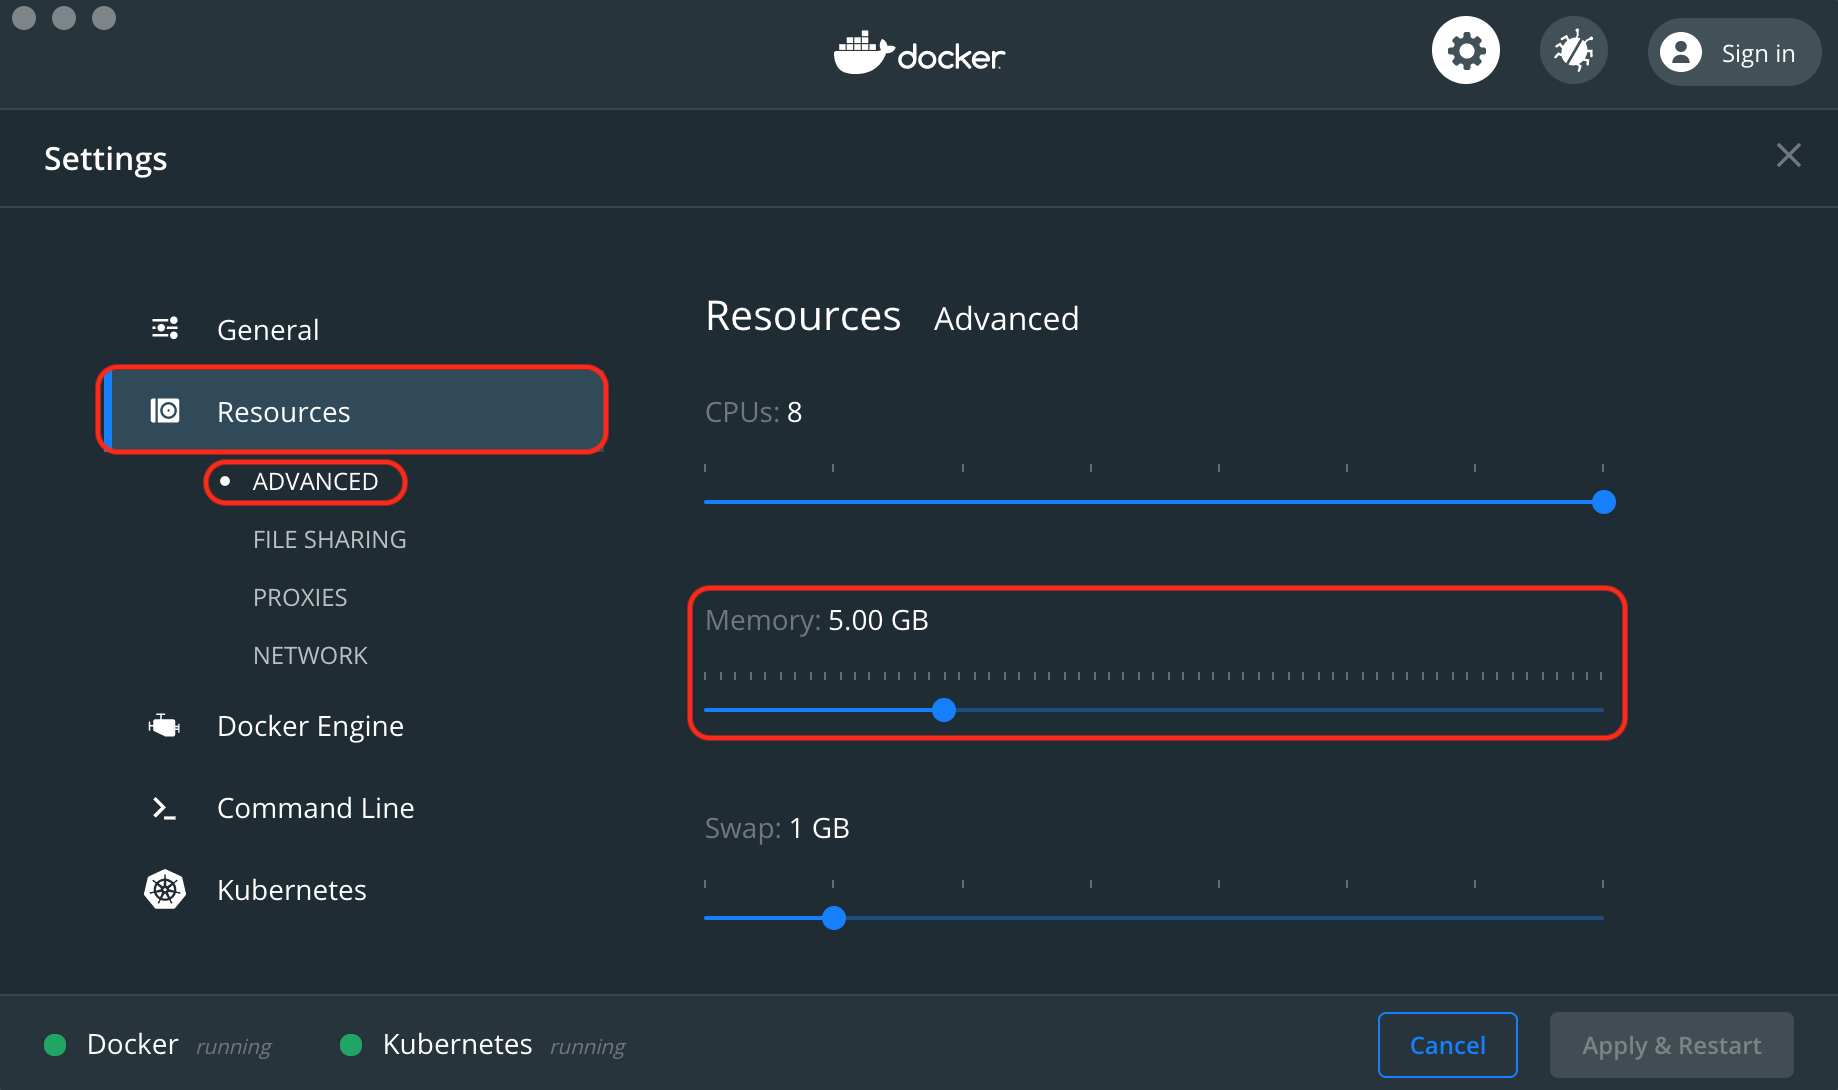 docker
Sign in
Settings
General
Resources
ADVANCED
FILE SHARING
PROXIES
NETWORK
Docker Engine
Command Line
Kubernetes
Resources Advanced
CPUs: 8
Memory: 5.00 GB
Swap: 1 GB
Docker running
Kubernetes running
Cancel
Apply & Restart